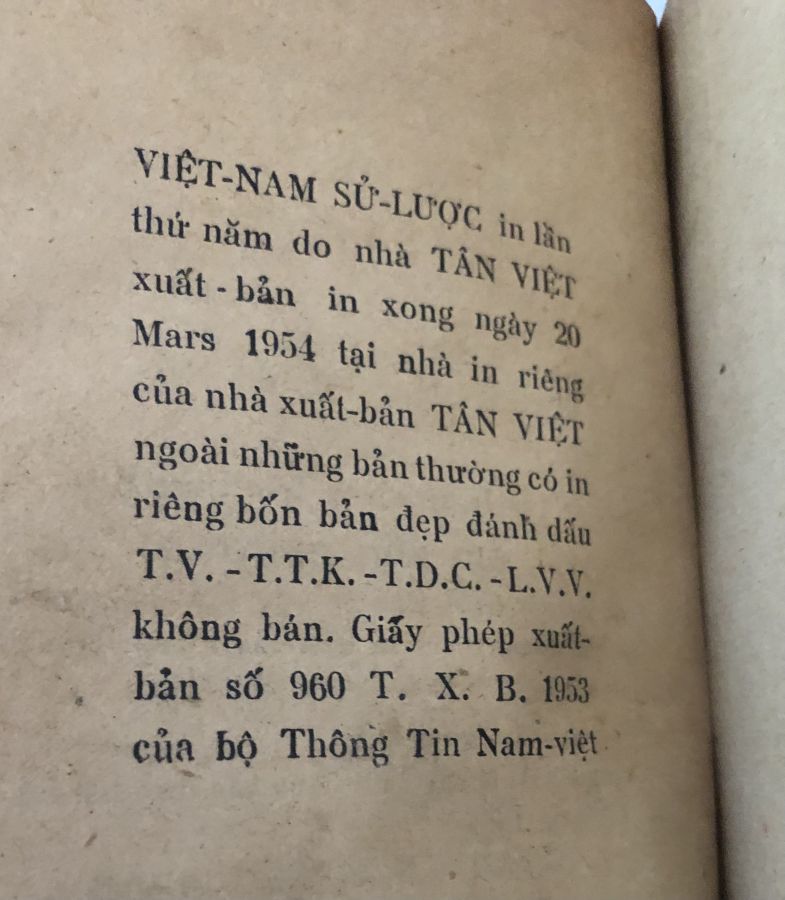 VIỆT-NAM SỬ-LƯỢC in lần
thứ năm do nhà TÂN VIỆT
xuất - bản in xong ngày 20
Mars 1954 tại nhà in riêng
của nhà xuất-bản TÂN VIỆT
ngoài những bản thường có in
riêng bốn bản đẹp đánh dấu
T.V. - T.T.K. - T.D.C. - L.V.V.
không bán. Giấy phép xuất-
bản số 960 T. X. B. 1953
của bộ Thông Tin Nam-việt